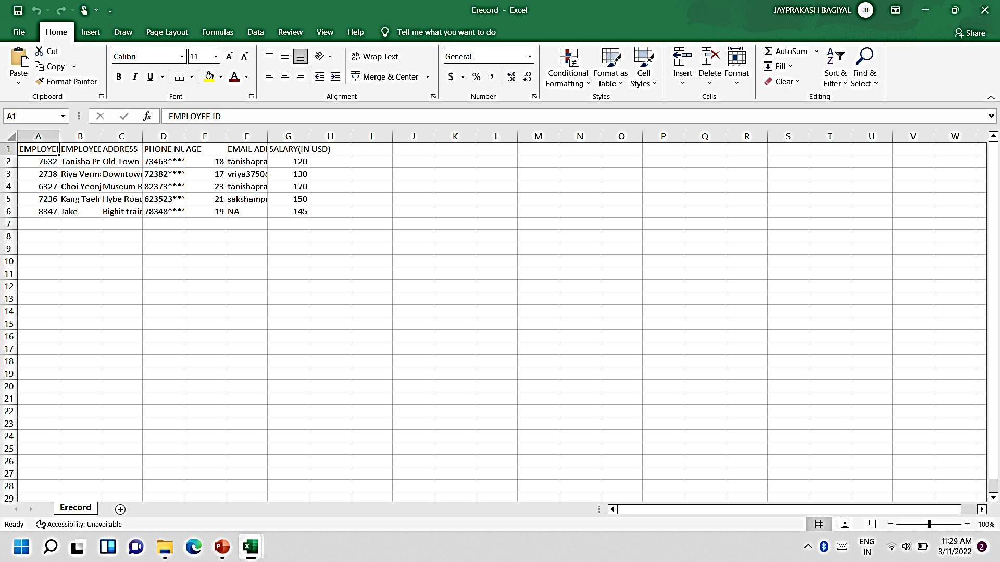 Erecord - Excel
JAYPRAKASH BAGIYAL JB
File Home Insert Draw Page Layout Formulas Data Review View Help Tell me what you want to do Share
Paste
Cut
Copy
Format Painter
Clipboard
Calibri 11 A A
B I U A
Font
ab Wrap Text
Merge & Center
Alignment
General
$ % ,
Number
Conditional Formatting
Format as Table
Cell Styles
Styles
Insert Delete Format
Cells
AutoSum
Fill
Clear
Sort & Filter
Find & Select
Editing
A1 fx EMPLOYEE ID
A B C D E F G H I J K L M N O P Q R S T U V W
1 EMPLOYEE EMPLOYEE ADDRESS PHONE NU AGE EMAIL ADD SALARY(IN USD)
2 7632 Tanisha Pr Old Town 73463**** 18 tanishapra 120
3 2738 Riya Verma Downtown 72382**** 17 vriya3750@ 130
4 6327 Choi Yeonj Museum R 82373**** 23 tanishapra 170
5 7236 Kang Taeh Hybe Road 623523*** 21 sakshampr 150
6 8347 Jake Bighit train 78348**** 19 NA 145
7
8
9
10
11
12
13
14
15
16
17
18
19
20
21
22
23
24
25
26
27
28
29
Erecord
Ready Accessibility: Unavailable 100%
ENG
IN
11:29 AM
3/11/2022
2